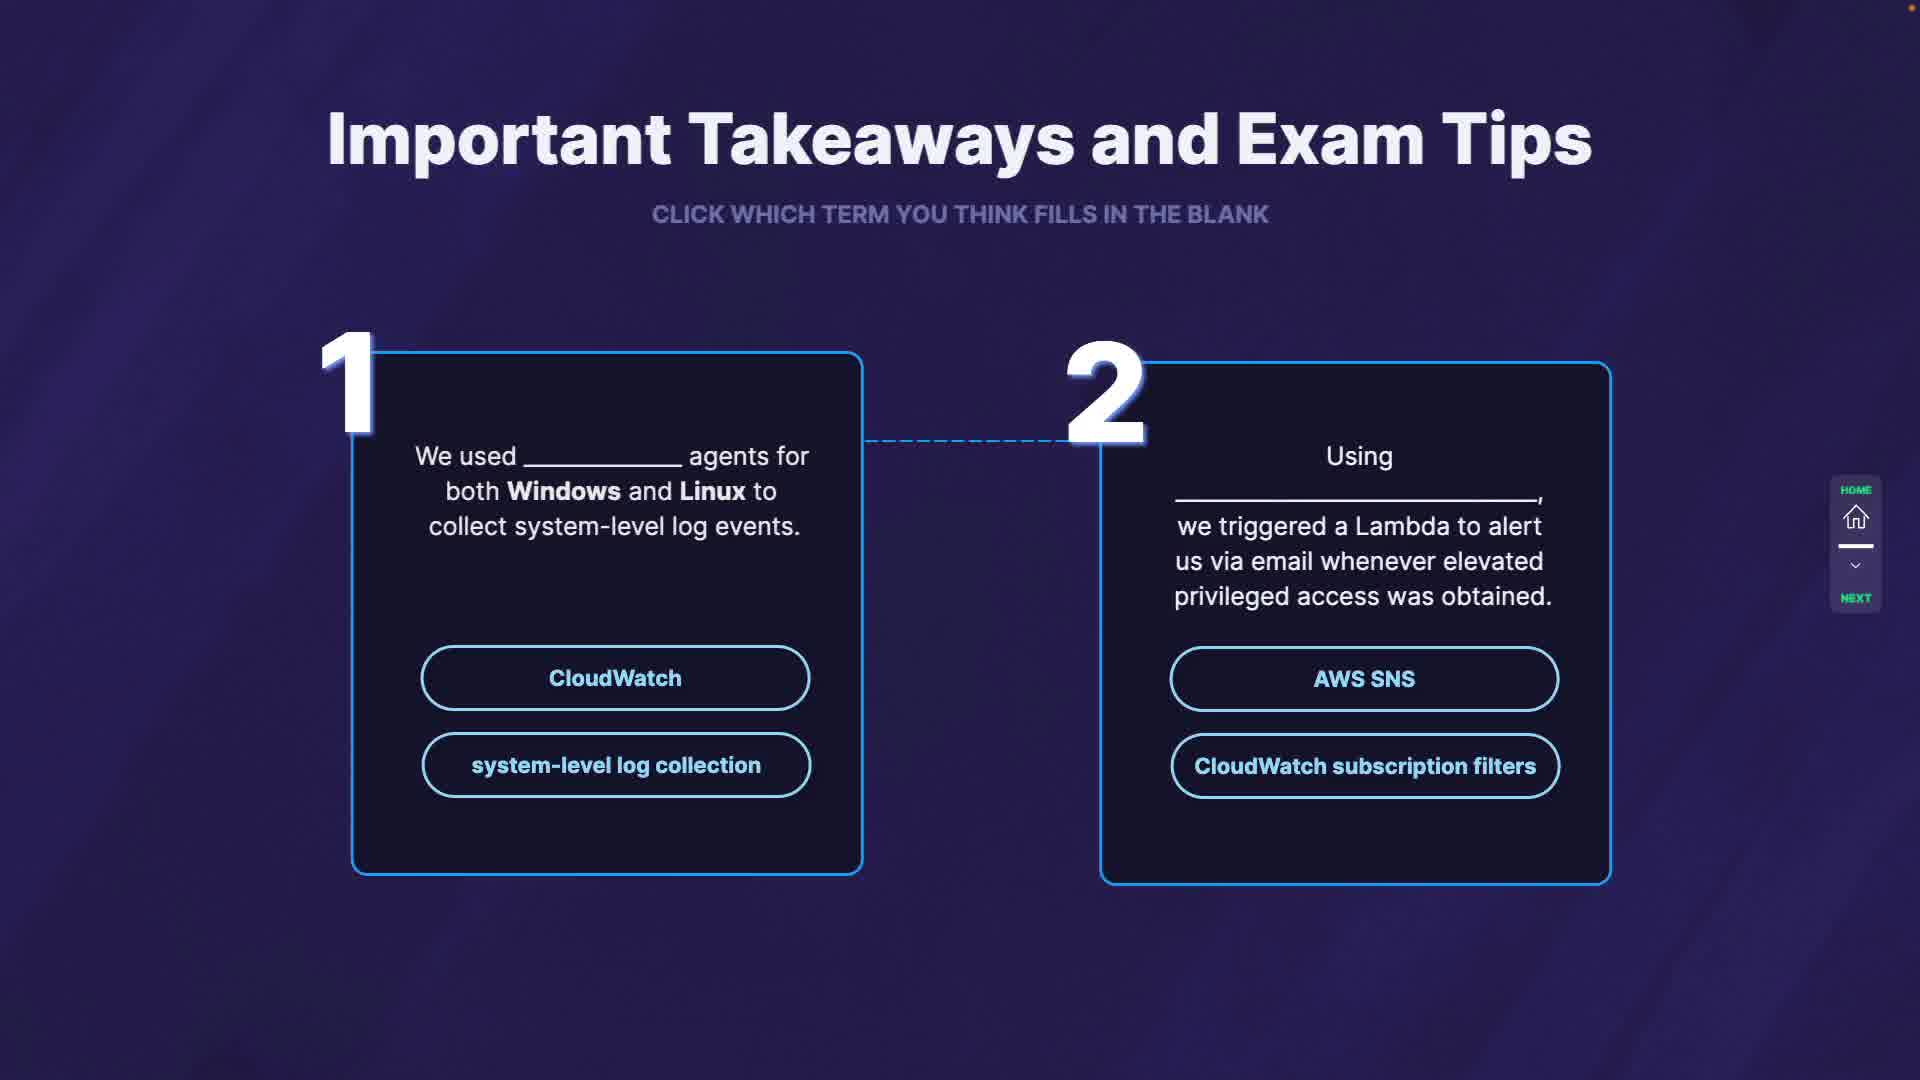 Important Takeaways and Exam Tips
CLICK WHICH TERM YOU THINK FILLS IN THE BLANK
1
We used ____________ agents for
both Windows and Linux to
collect system-level log events.
CloudWatch
system-level log collection
2
Using
____________________________,
we triggered a Lambda to alert
us via email whenever elevated
privileged access was obtained.
AWS SNS
CloudWatch subscription filters
HOME
NEXT